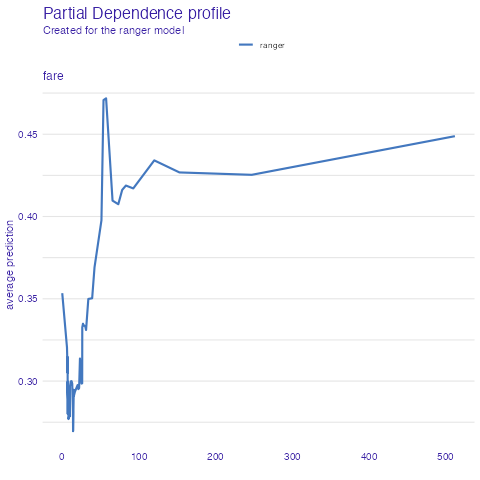 Partial Dependence profile
Created for the ranger model
ranger
fare
average prediction
0.45
0.40
0.35
0.30
0
100
200
300
400
500